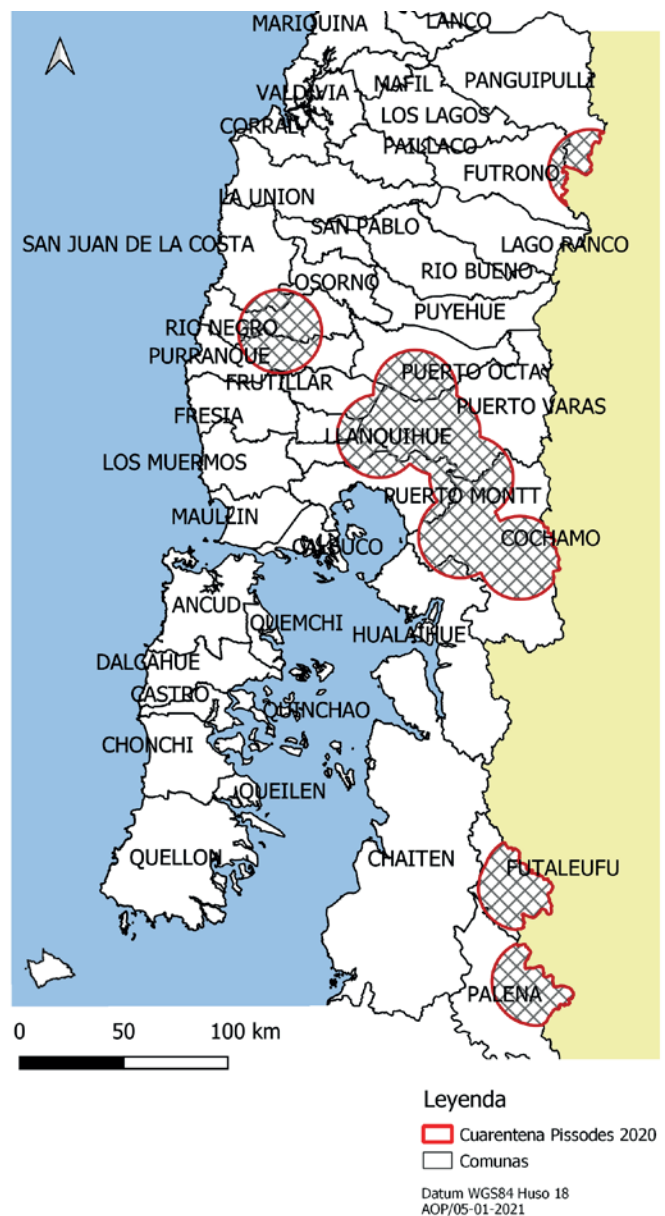 MARIQUINA
LANCO
MAFIL
PANGUIPULLI
VALDIVIA
LOS LAGOS
CORRAL
PAILLACO
FUTRONO
LA UNION
SAN PABLO
SAN JUAN DE LA COSTA
LAGO RANCO
RIO BUENO
OSORNO
PUYEHUE
RIO NEGRO
PURRANQUE
PUERTO OCTAY
FRUTILLAR
PUERTO VARAS
FRESIA
LLANQUIHUE
LOS MUERMOS
PUERTO MONTT
MAULLIN
COCHAMO
CALBUCO
ANCUD
QUEMCHI
HUALAIHUE
DALCAHUE
CASTRO
QUINCHAO
CHONCHI
QUEILEN
QUELLON
CHAITEN
FUTALEUFU
PALENA
0 50 100 km
Leyenda
Cuarentena Pissodes 2020
Comunas
Datum WGS84 Huso 18
AOP/05-01-2021